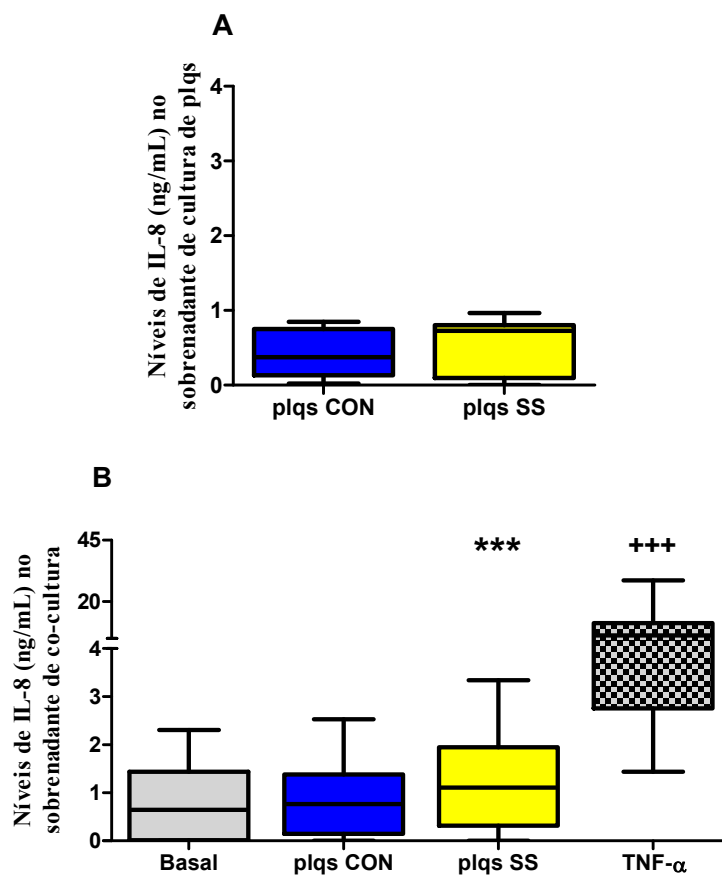 A
Níveis de IL-8 (ng/mL) no
sobrenadante de cultura de plqs
4
3
2
1
0
plqs CON
plqs SS
B
Níveis de IL-8 (ng/mL) no
sobrenadante de co-cultura
45
20
4
3
2
1
0
***
+++
Basal
plqs CON
plqs SS
TNF-α